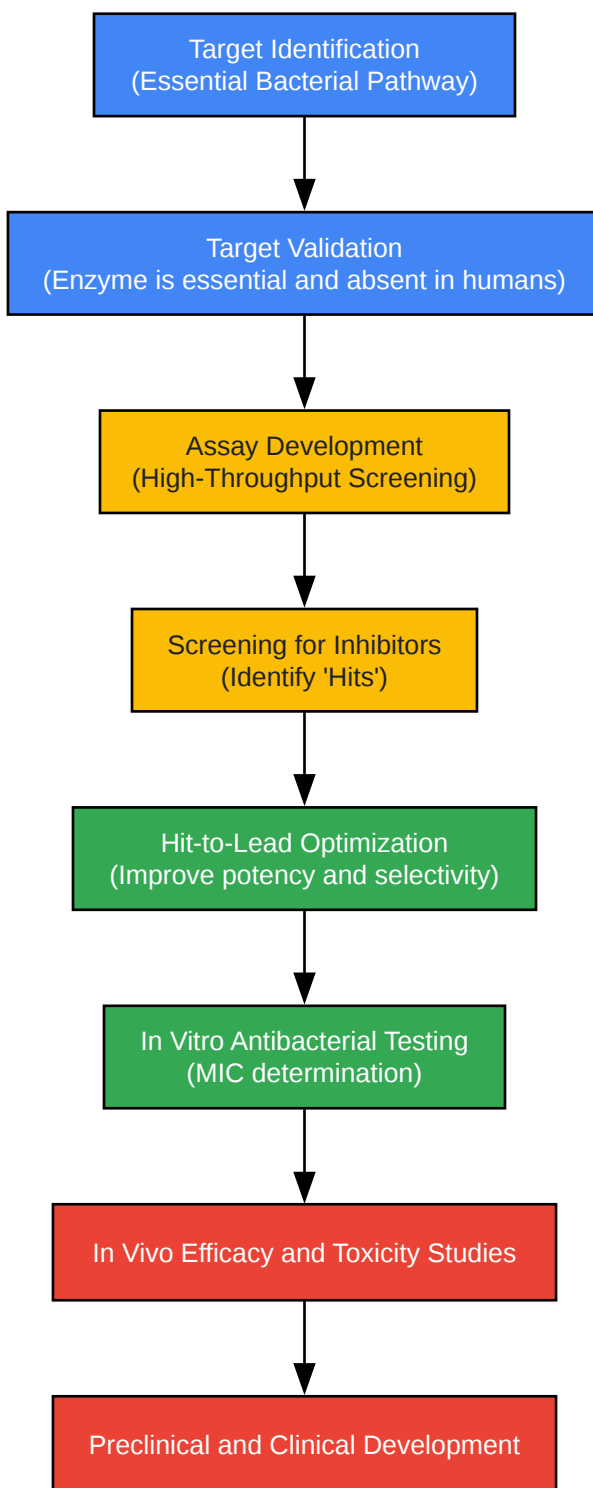 Target Identification
(Essential Bacterial Pathway)
Target Validation
(Enzyme is essential and absent in humans)
Assay Development
(High-Throughput Screening)
Screening for Inhibitors
(Identify 'Hits')
Hit-to-Lead Optimization
(Improve potency and selectivity)
In Vitro Antibacterial Testing
(MIC determination)
In Vivo Efficacy and Toxicity Studies
Preclinical and Clinical Development